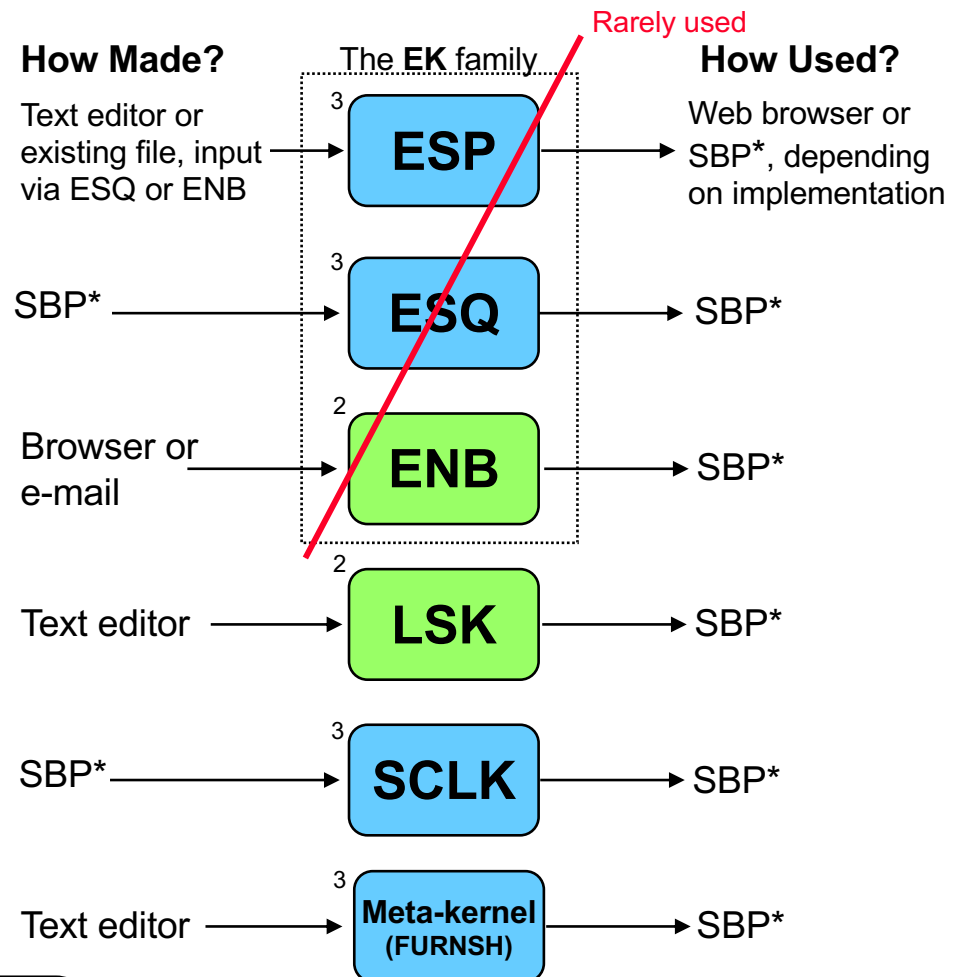 Rarely used
How Made?
The EK family
How Used?
Text editor or
existing file, input
via ESQ or ENB
3
ESP
Web browser or
SBP*, depending
on implementation
SBP*
3
ESQ
SBP*
Browser or
e-mail
2
ENB
SBP*
Text editor
2
LSK
SBP*
SBP*
3
SCLK
SBP*
Text editor
3
Meta-kernel
(FURNSH)
SBP*